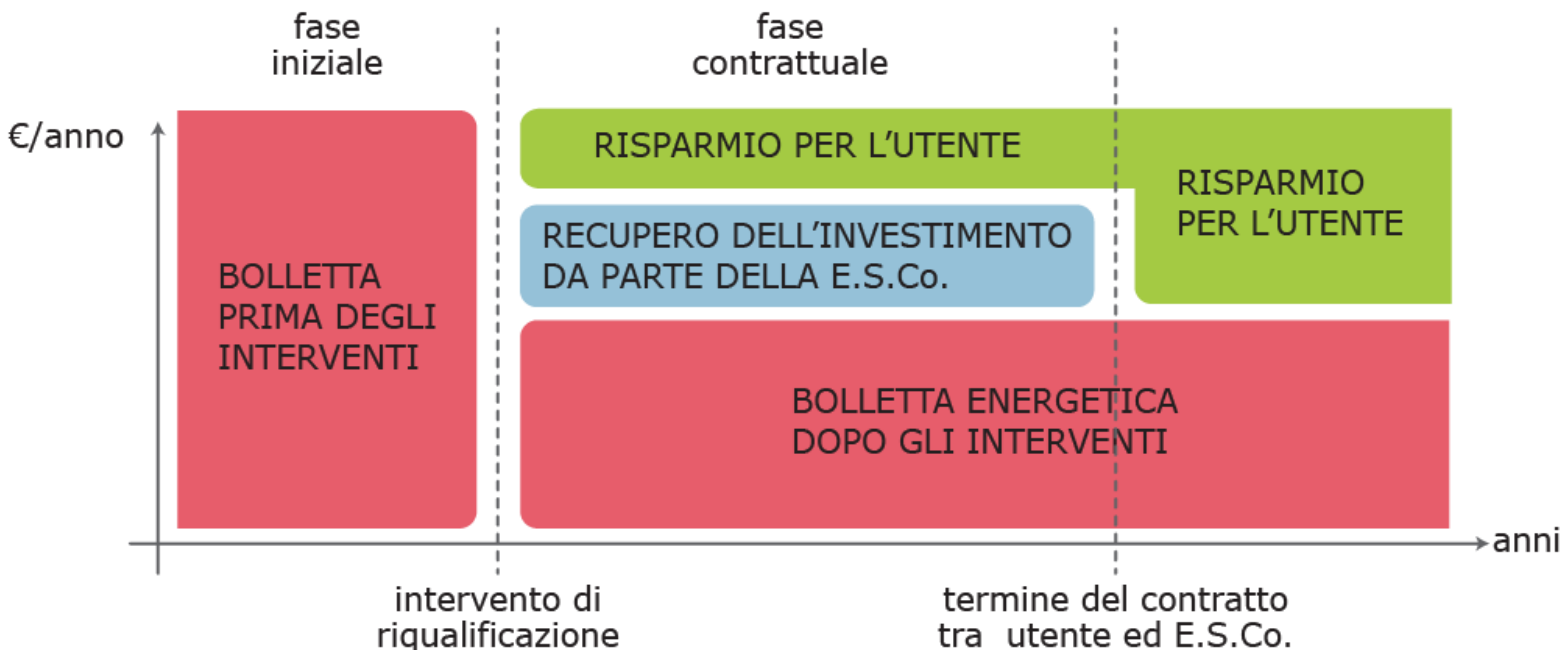 fase
iniziale
fase
contrattuale
€/anno
RISPARMIO PER L'UTENTE
RISPARMIO
PER L'UTENTE
RECUPERO DELL'INVESTIMENTO
DA PARTE DELLA E.S.Co.
BOLLETTA
PRIMA DEGLI
INTERVENTI
BOLLETTA ENERGETICA
DOPO GLI INTERVENTI
anni
intervento di
riqualificazione
termine del contratto
tra utente ed E.S.Co.